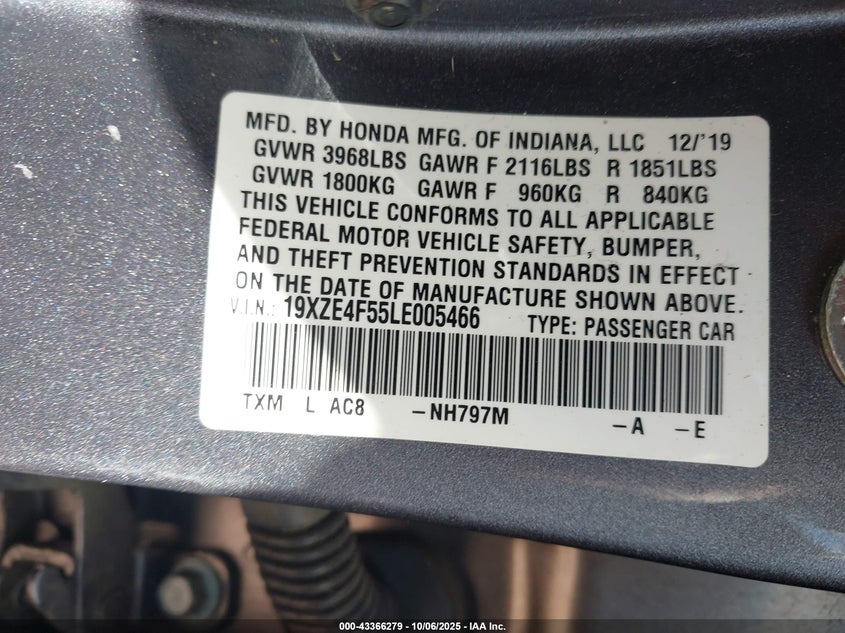 MFD. BY HONDA MFG. OF INDIANA, LLC 12/'19
GVWR 3968LBS GAWR F 2116LBS R 1851LBS
GVWR 1800KG GAWR F 960KG R 840KG
THIS VEHICLE CONFORMS TO ALL APPLICABLE
FEDERAL MOTOR VEHICLE SAFETY, BUMPER,
AND THEFT PREVENTION STANDARDS IN EFFECT
ON THE DATE OF MANUFACTURE SHOWN ABOVE.
V.I.N.: 19XZE4F55LE005466 TYPE: PASSENGER CAR
TXM L AC8 -NH797M -A -E
000-43366279 - 10/06/2025 - IAA Inc.